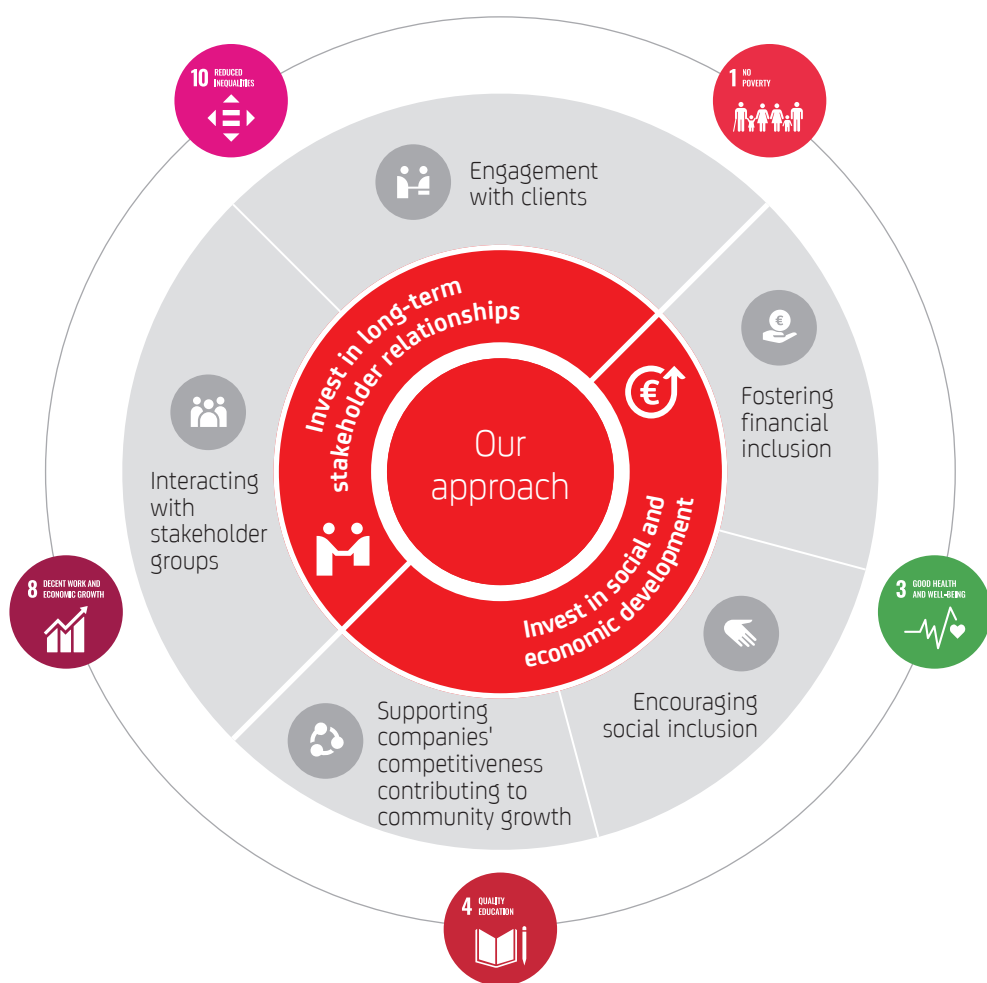 10 REDUCED
INEQUALITIES
1 NO
POVERTY
Engagement
with clients
Invest in long-term
stakeholder relationships
€
€
Fostering
financial
inclusion
Our
approach
Interacting
with
stakeholder
groups
Invest in social and
economic development
8 DECENT WORK AND
ECONOMIC GROWTH
3 GOOD HEALTH
AND WELL-BEING
Encouraging
social inclusion
Supporting
companies'
competitiveness
contributing to
community growth
4 QUALITY
EDUCATION